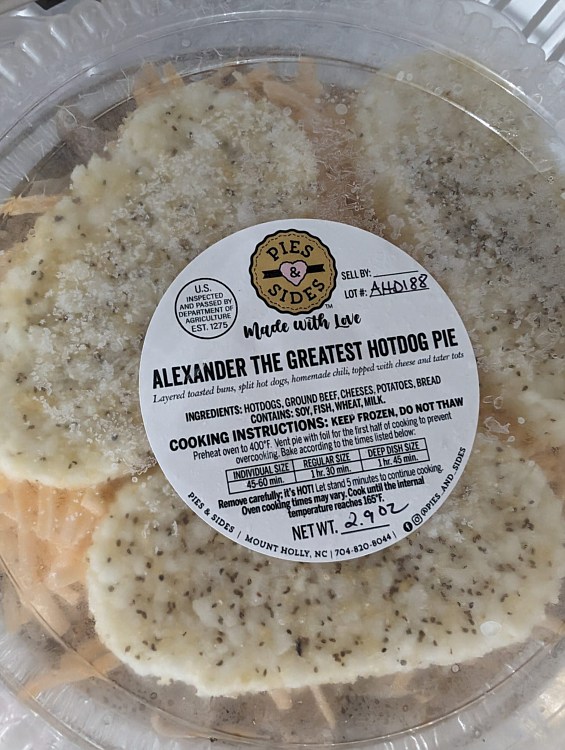 PIES
&
SIDES
TM
U.S.
INSPECTED
AND PASSED BY
DEPARTMENT OF
AGRICULTURE
EST. 1275
SELL BY:
LOT #: AHD188
Made with Love
ALEXANDER THE GREATEST HOTDOG PIE
Layered toasted buns, split hot dogs, homemade chili, topped with cheese and tater tots
INGREDIENTS: HOTDOGS, GROUND BEEF, CHEESES, POTATOES, BREAD
CONTAINS: SOY, FISH, WHEAT, MILK.
COOKING INSTRUCTIONS: KEEP FROZEN, DO NOT THAW
Preheat oven to 400°F. Vent pie with foil for the first half of cooking to prevent
overcooking. Bake according to the times listed below:
INDIVIDUAL SIZE REGULAR SIZE DEEP DISH SIZE
45-60 min. 1 hr. 30 min. 1 hr. 45 min.
Remove carefully; it's HOT! Let stand 5 minutes to continue cooking.
Oven cooking times may vary. Cook until the internal
temperature reaches 165°F.
NET WT. 2.9oz
PIES & SIDES | MOUNT HOLLY, NC | 704-820-8044 | @PIES_AND_SIDES